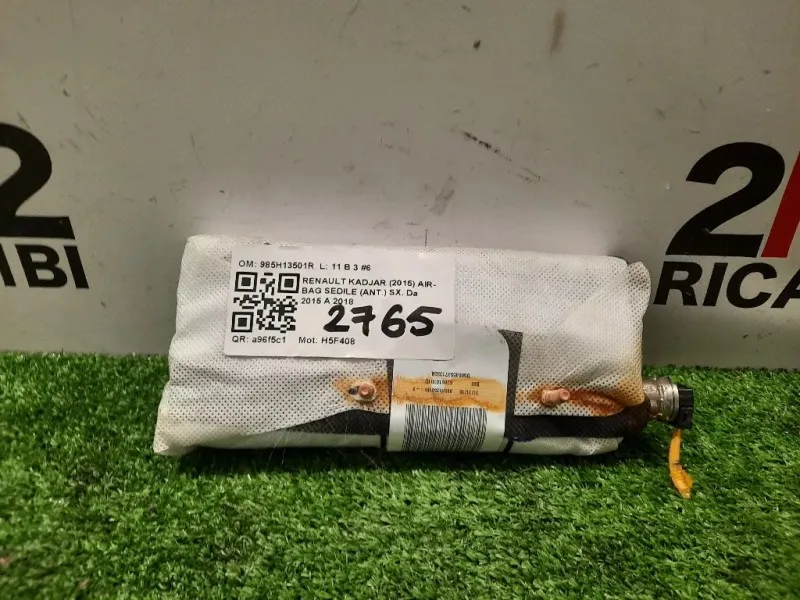 2
IBI
2
RICA
OM: 985H13501R L: 11 B 3 #6
RENAULT KADJAR (2015) AIR-
BAG SEDILE (ANT.) SX. Da
2015 A 2018
2765
QR: a96f5c1 Mot: H5F408